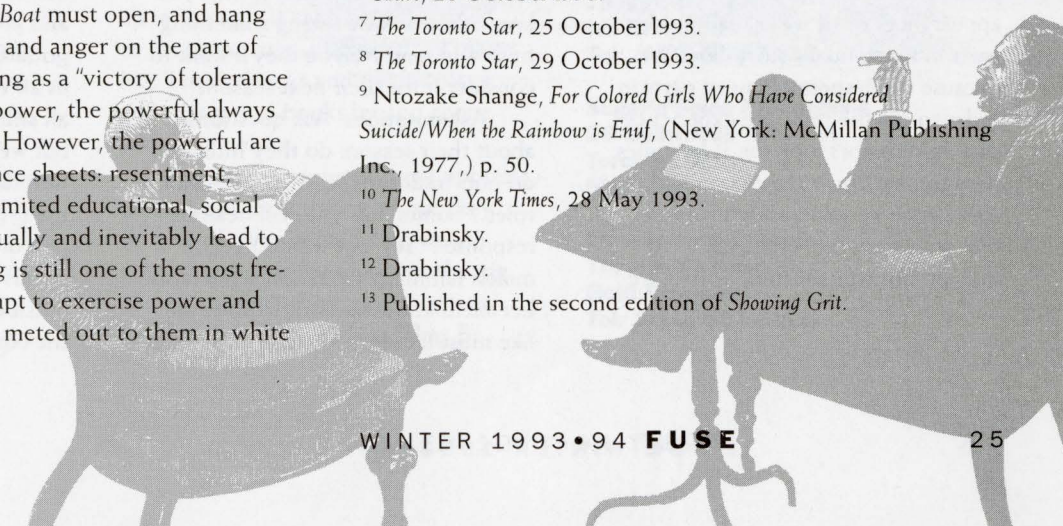 Boat must open, and hang
and anger on the part of
ng as a "victory of tolerance
power, the powerful always
However, the powerful are
nce sheets: resentment,
mited educational, social
ually and inevitably lead to
g is still one of the most fre-
apt to exercise power and
meted out to them in white
7 The Toronto Star, 25 October l993.
8 The Toronto Star, 29 October l993.
9 Ntozake Shange, For Colored Girls Who Have Considered
Suicide/When the Rainbow is Enuf, (New York: McMillan Publishing
Inc., 1977,) p. 50.
10 The New York Times, 28 May 1993.
11 Drabinsky.
12 Drabinsky.
13 Published in the second edition of Showing Grit.
WINTER 1993•94 FUSE 25